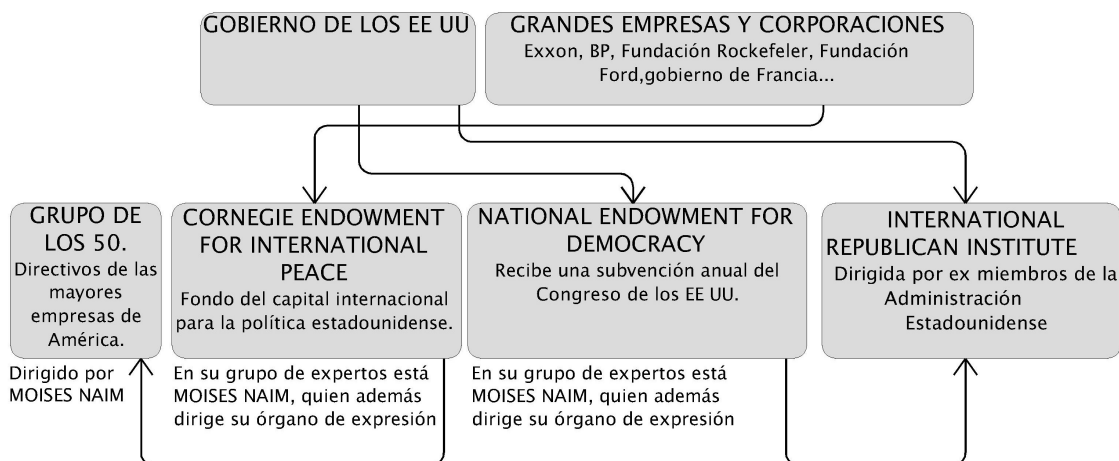 GOBIERNO DE LOS EE UU
GRANDES EMPRESAS Y CORPORACIONES
Exxon, BP, Fundación Rockefeler, Fundación
Ford,gobierno de Francia...
GRUPO DE
LOS 50.
Directivos de las
mayores
empresas de
América.
Dirigido por
MOISES NAIM
CORNEGIE ENDOWMENT
FOR INTERNATIONAL
PEACE
Fondo del capital internacional
para la política estadounidense.
En su grupo de expertos está
MOISES NAIM, quien además
dirige su órgano de expresión
NATIONAL ENDOWMENT FOR
DEMOCRACY
Recibe una subvención anual del
Congreso de los EE UU.
En su grupo de expertos está
MOISES NAIM, quien además
dirige su órgano de expresión
INTERNATIONAL
REPUBLICAN INSTITUTE
Dirigida por ex miembros de la
Administración
Estadounidense